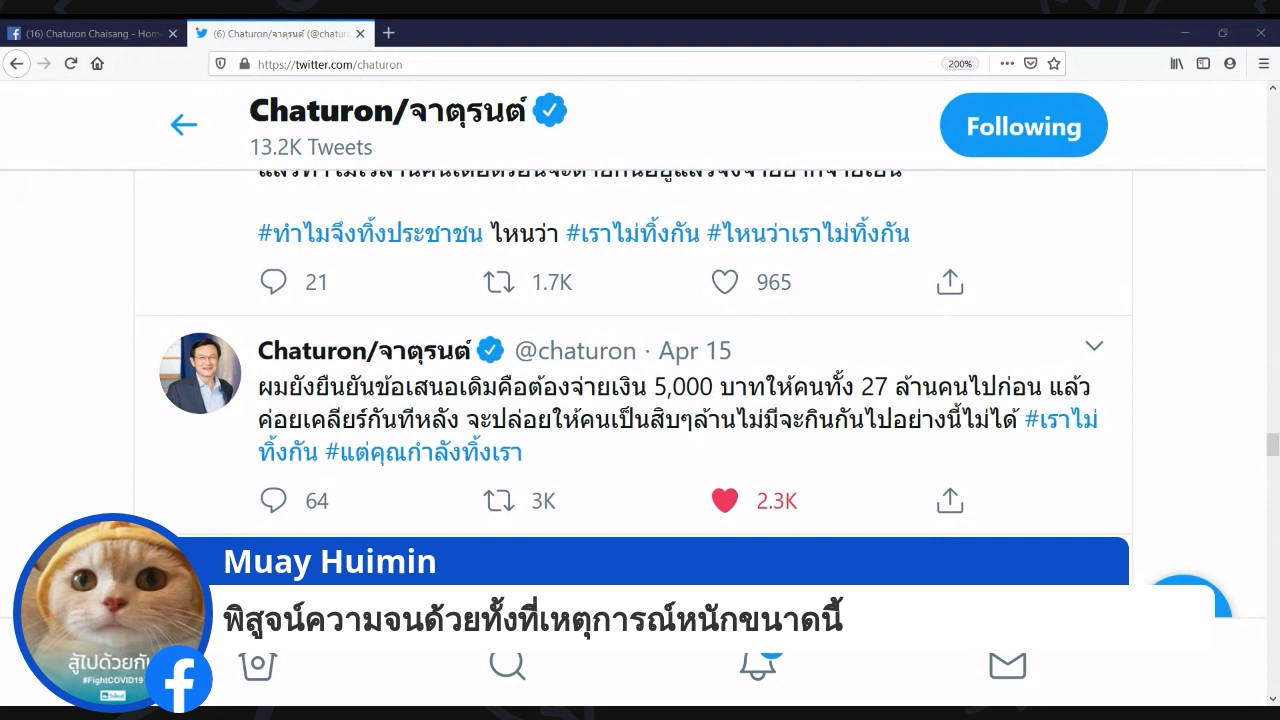 (16) Chaturon Chaisang - Hom
(6) Chaturon/จาตุรนต์ (@chatur
https://twitter.com/chaturon
200%
Chaturon/จาตุรนต์
13.2K Tweets
Following
#ทำไมจึงทิ้งประชาชน ไหนว่า #เราไม่ทิ้งกัน #ไหนว่าเราไม่ทิ้งกัน
21 1.7K 965
Chaturon/จาตุรนต์ @chaturon · Apr 15
ผมยังยืนยันข้อเสนอเดิมคือต้องจ่ายเงิน 5,000 บาทให้คนทั้ง 27 ล้านคนไปก่อน แล้ว
ค่อยเคลียร์กันทีหลัง จะปล่อยให้คนเป็นสิบๆล้านไม่มีจะกินกันไปอย่างนี้ไม่ได้ #เราไม่
ทิ้งกัน #แต่คุณกำลังทิ้งเรา
64 3K 2.3K
Muay Huimin
พิสูจน์ความจนด้วยทั้งที่เหตุการณ์หนักขนาดนี้
สู้ไปด้วยกัน
#FightCOVID19